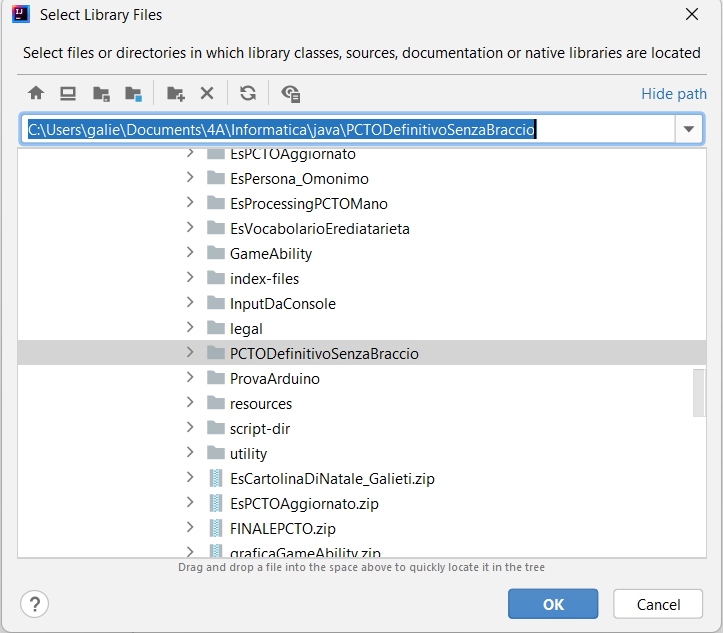 Select Library Files
Select files or directories in which library classes, sources, documentation or native libraries are located
Hide path
C:\Users\galie\Documents\4A\Informatica\java\PCTODefinitivoSenzaBraccio
EsPCTOAggiornato
EsPersona_Omonimo
EsProcessingPCTOMano
EsVocabolarioErediatarieta
GameAbility
index-files
InputDaConsole
legal
PCTODefinitivoSenzaBraccio
ProvaArduino
resources
script-dir
utility
EsCartolinaDiNatale_Galieti.zip
EsPCTOAggiornato.zip
FINALEPCTO.zip
graficaGameAbility.zip
Drag and drop a file into the space above to quickly locate it in the tree
?
OK
Cancel